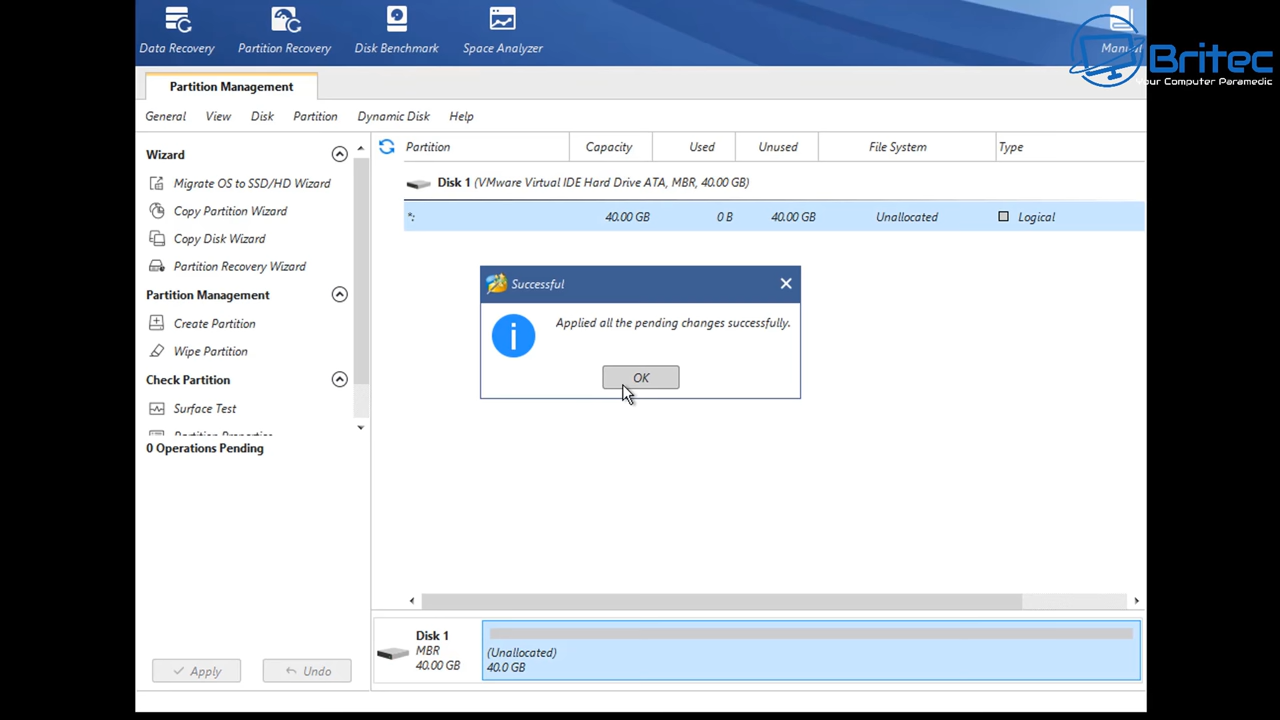 Data Recovery Partition Recovery Disk Benchmark Space Analyzer Manual
Britec
Your Computer Paramedic
Partition Management
General View Disk Partition Dynamic Disk Help
Wizard
Migrate OS to SSD/HD Wizard
Copy Partition Wizard
Copy Disk Wizard
Partition Recovery Wizard
Partition Management
Create Partition
Wipe Partition
Check Partition
Surface Test
Partition Properties
0 Operations Pending
Apply Undo
Partition Capacity Used Unused File System Type
Disk 1 (VMware Virtual IDE Hard Drive ATA, MBR, 40.00 GB)
*: 40.00 GB 0 B 40.00 GB Unallocated Logical
Successful
Applied all the pending changes successfully.
OK
Disk 1
MBR
40.00 GB
(Unallocated)
40.0 GB